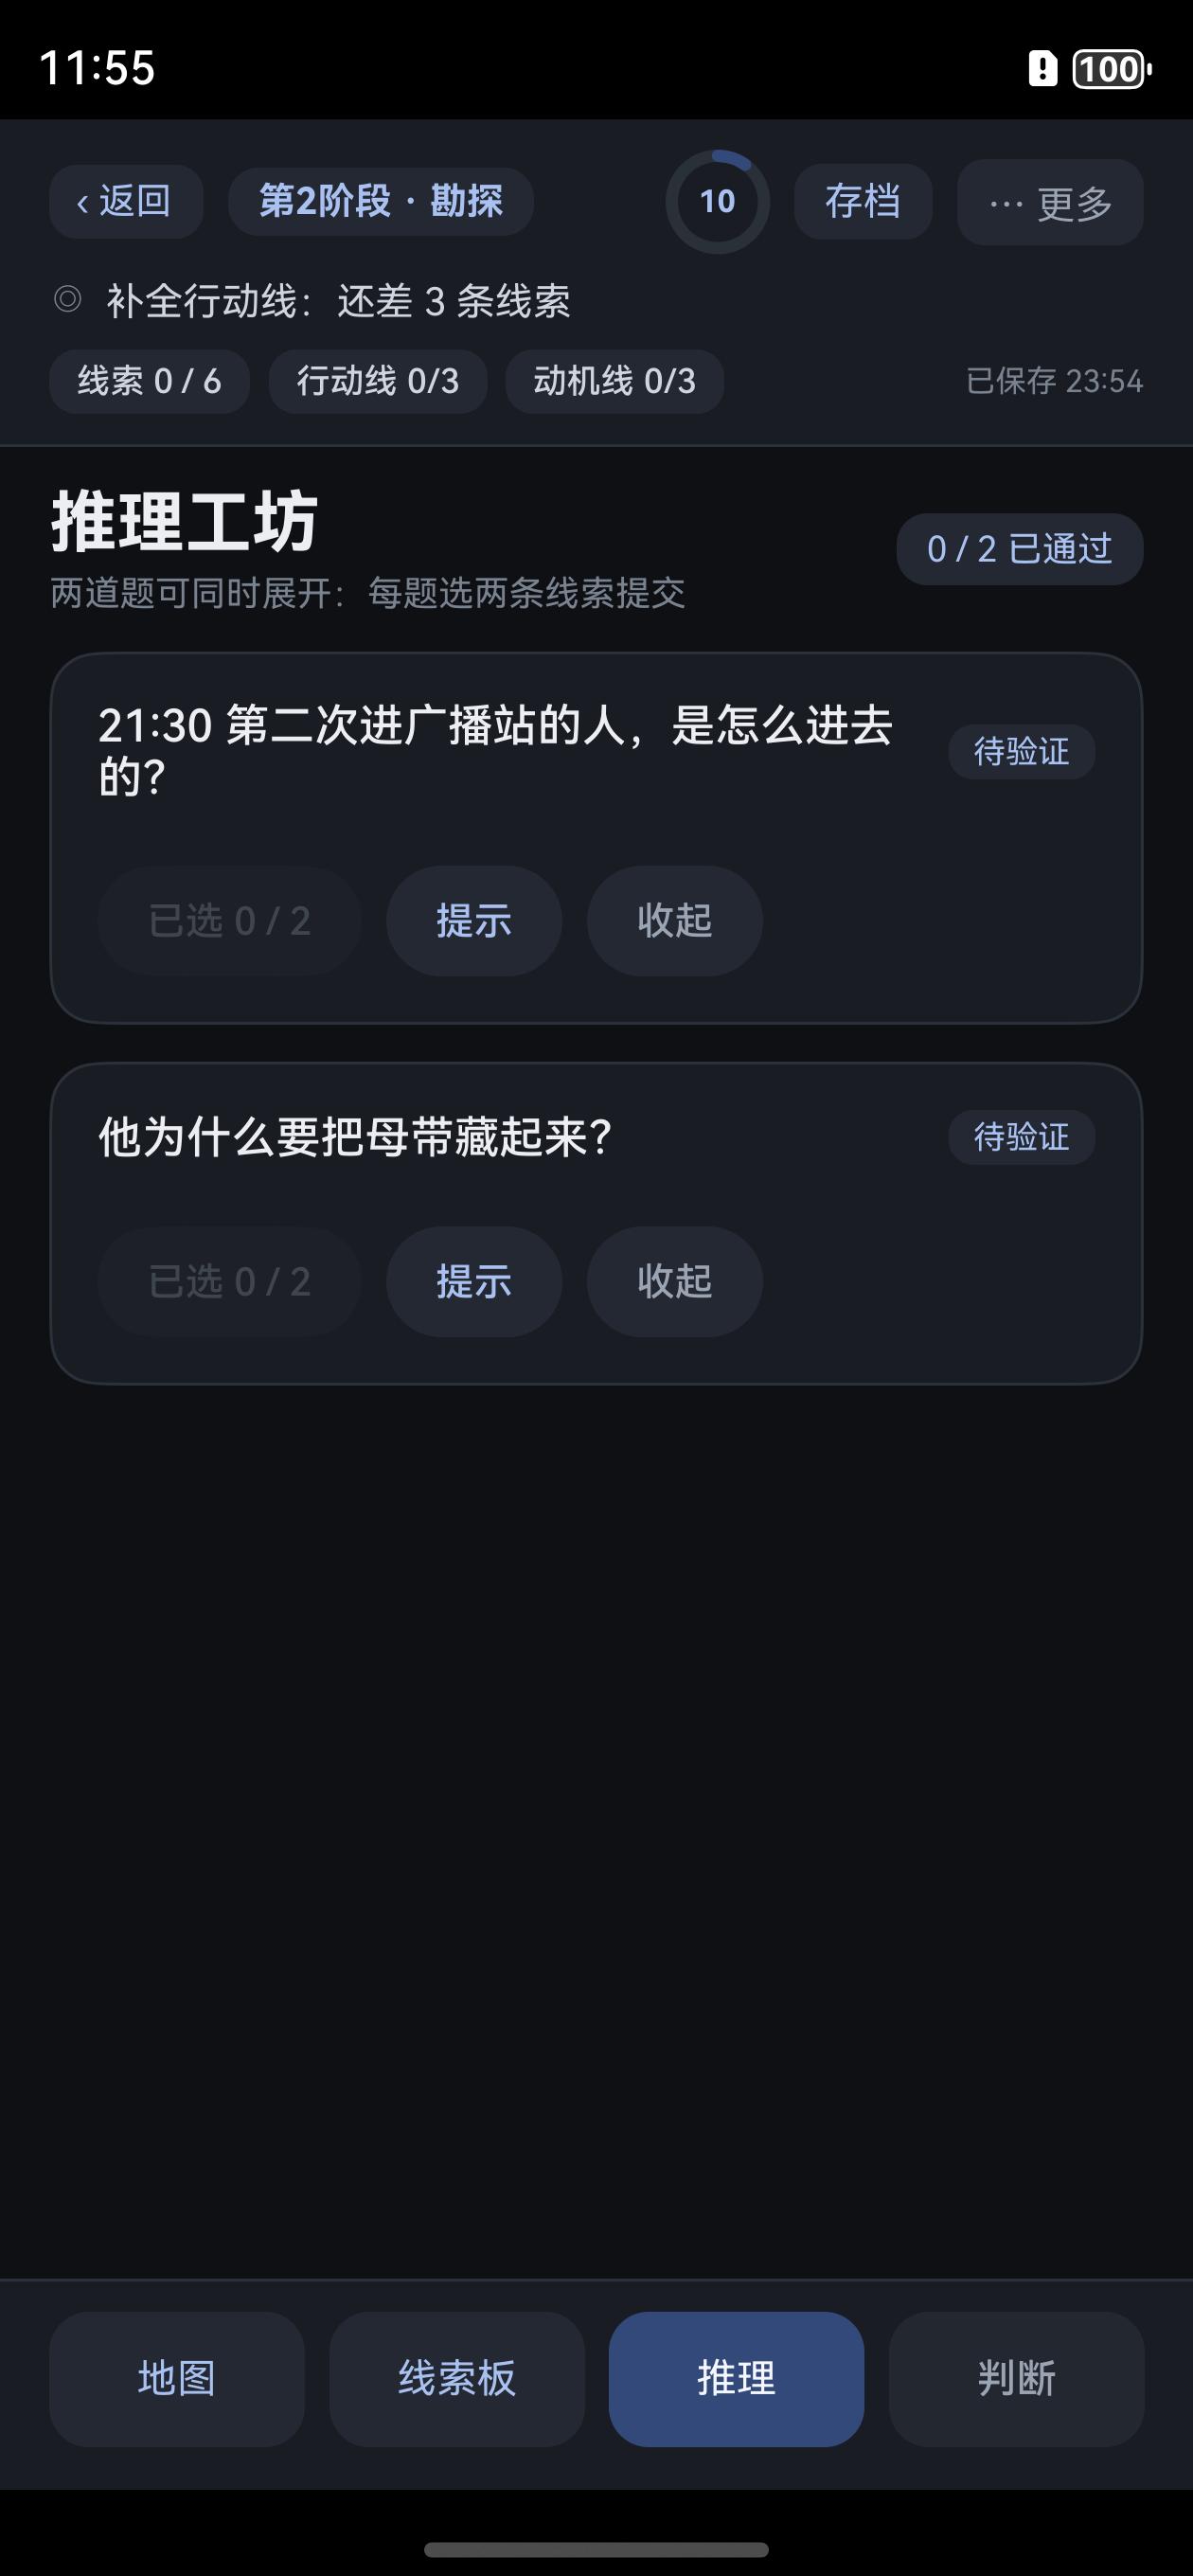 11:55
100
‹ 返回
第2阶段 · 勘探
10
存档
··· 更多
◎ 补全行动线：还差 3 条线索
线索 0 / 6
行动线 0/3
动机线 0/3
已保存 23:54
推理工坊
0 / 2 已通过
两道题可同时展开：每题选两条线索提交
21:30 第二次进广播站的人，是怎么进去
的？
待验证
已选 0 / 2
提示
收起
他为什么要把母带藏起来？
待验证
已选 0 / 2
提示
收起
地图
线索板
推理
判断